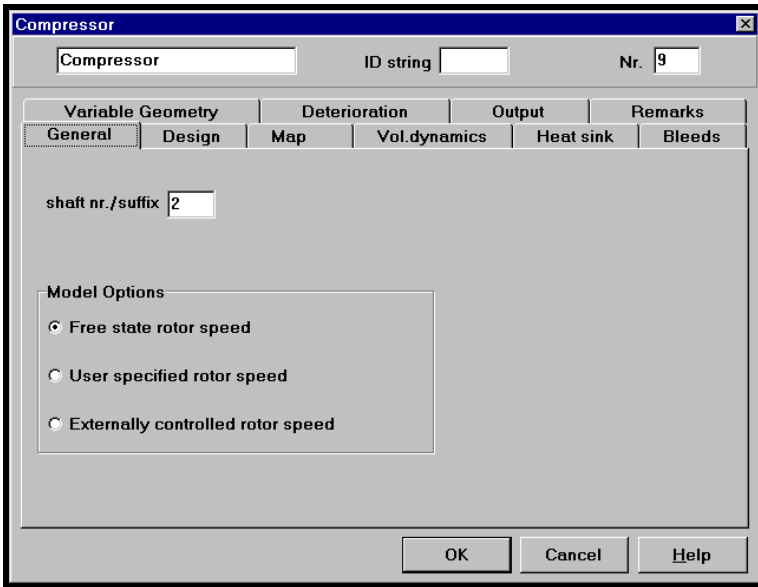 Compressor
Compressor ID string Nr. 9
Variable Geometry Deterioration Output Remarks
General Design Map Vol.dynamics Heat sink Bleeds
shaft nr./suffix 2
Model Options
Free state rotor speed
User specified rotor speed
Externally controlled rotor speed
OK Cancel Help